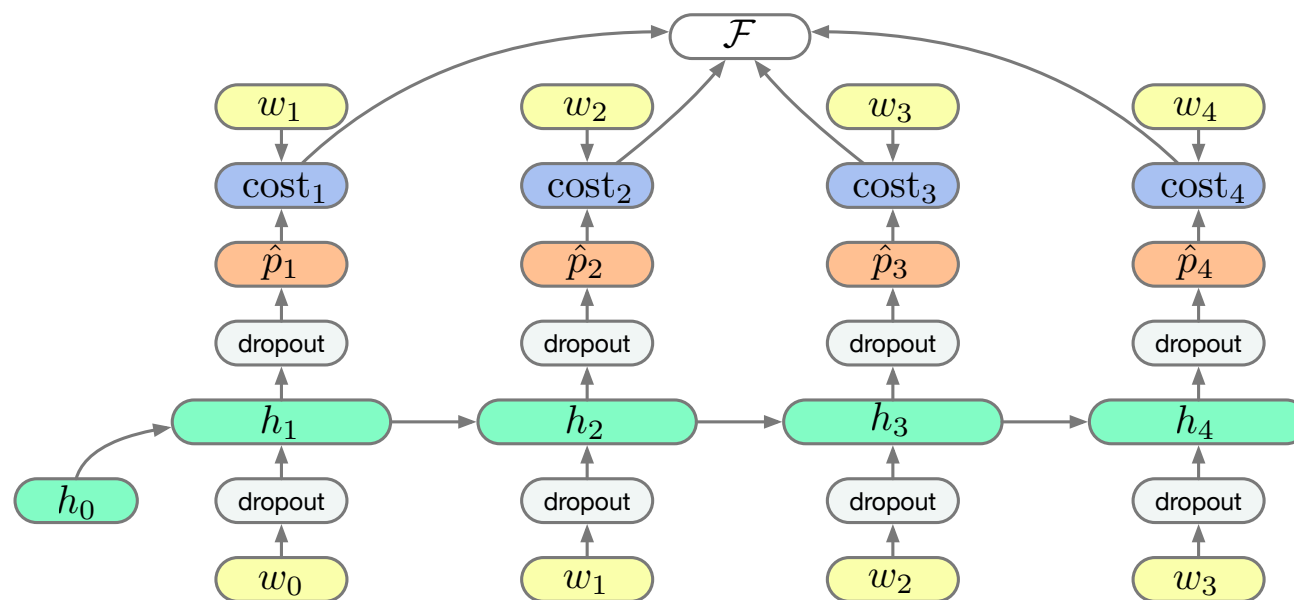 𝓕
w₁ w₂ w₃ w₄
cost₁ cost₂ cost₃ cost₄
p̂₁ p̂₂ p̂₃ p̂₄
dropout dropout dropout dropout
h₁ h₂ h₃ h₄
h₀ dropout dropout dropout dropout
w₀ w₁ w₂ w₃